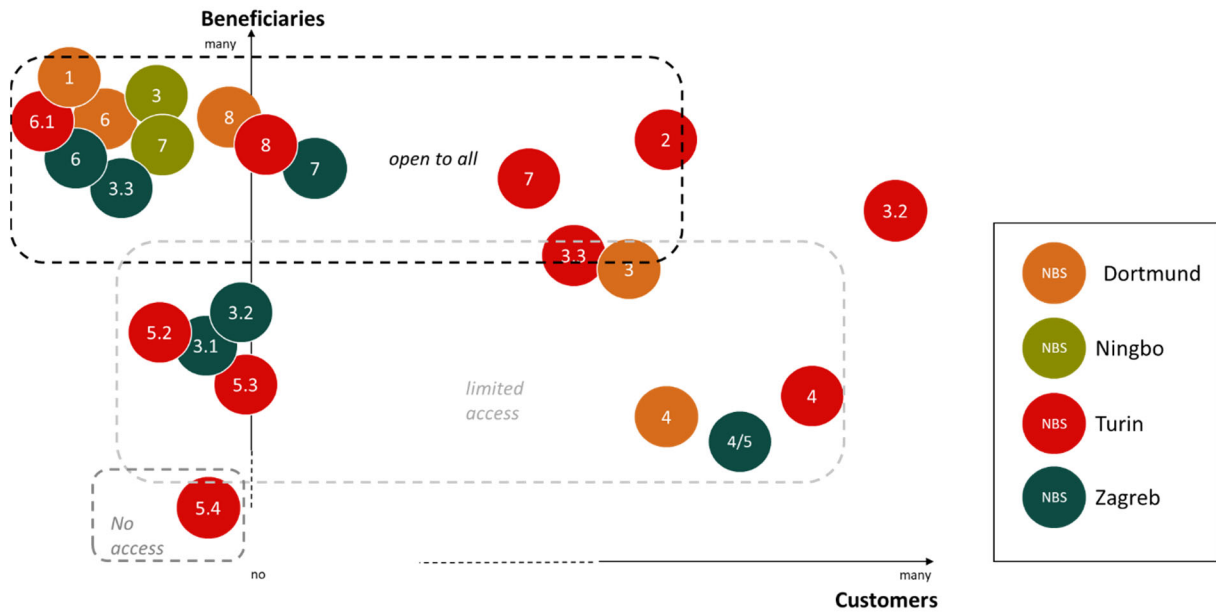 Beneficiaries
many
1
3
6.1
6
8
7
6
8
2
3.3
7
open to all
7
3.2
3.3
3
3.2
5.2
3.1
5.3
limited
access
4
4
4/5
5.4
No
access
no
many
Customers
NBS Dortmund
NBS Ningbo
NBS Turin
NBS Zagreb